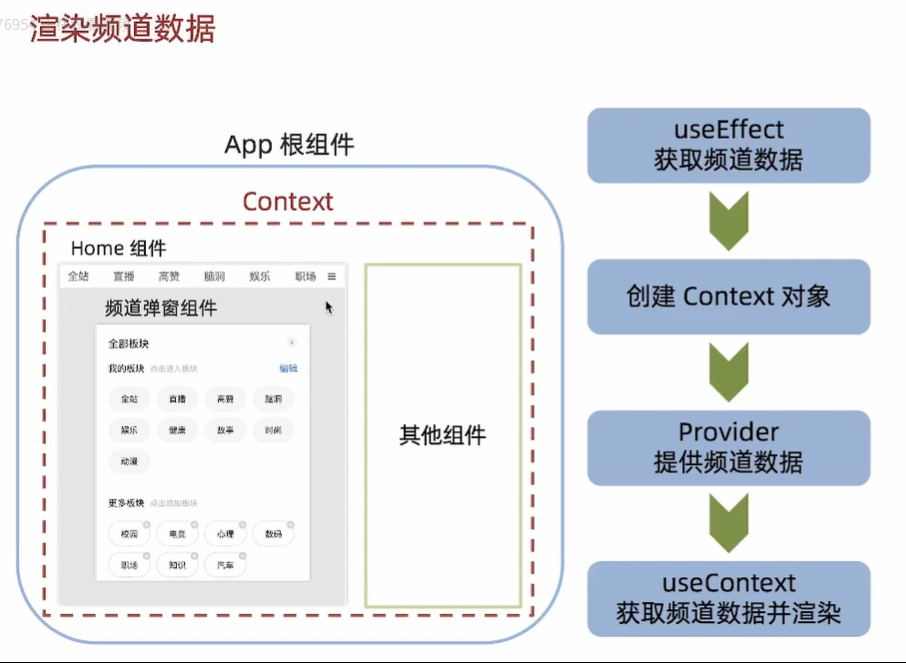 渲染频道数据
App 根组件
Context
Home 组件
全站 直播 高赞 脑洞 娱乐 职场 ≡
频道弹窗组件
全部板块 ×
我的板块 点击进入板块 编辑
全站 直播 高赞 脑洞
娱乐 健康 故事 时尚
动漫
更多板块 点击添加板块
校园 电竞 心理 数码
职场 知识 汽车
其他组件
useEffect
获取频道数据
创建 Context 对象
Provider
提供频道数据
useContext
获取频道数据并渲染